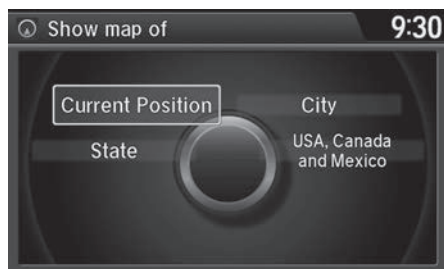 Show map of
9:30
Current Position
City
State
USA, Canada
and Mexico